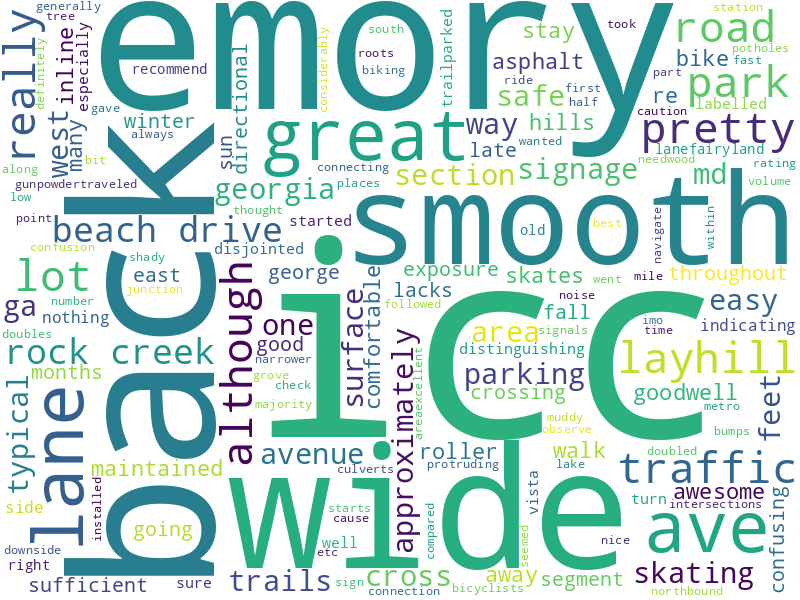 generally
tree
really
definitely
inline
especially
emory
considerably
south
roots
biking
trailparked
stay
station
road
potholes
asphalt
bike
fast
part
recommend
gave
always
winter
west
many
directional
sun
ride
first
half
safe
park
re
labelled
caution
great
way
hills
pretty
late
wanted
lanefairyland
along
bit
gunpowdertraveled
low
georgia
connecting
places
section
signage
md
needwood
rating
volume
point
thought
started
back
beach drive
disjointed
smooth
old
best
navigate
within
confusion
shady
east
junction
lot
ga
number
nothing
doubles
george
although
icc
exposure
lacks
followed
skates
went
mile
throughout
noise
fall
easy
indicating
imo
time
signals
area
distinguishing
surface
comfortable
one
good
narrower
rock creek
months
grove
check
majority
layhill
parking
crossing
goodwell
feet
approximately
areaexcellent
typical
lane
avenue
culverts
roller
protruding
muddy
observe
walk
doubled
metro
bumps
maintained
side
going
installed
wide
lake
vista
traffic
turn
awesome
intersections
confusing
starts
cause
well
compared
seemed
ave
downside
right
sufficient
sure
trails
etc
sign
connection
cross
bicyclists
away
segment
nice
skating
northbound